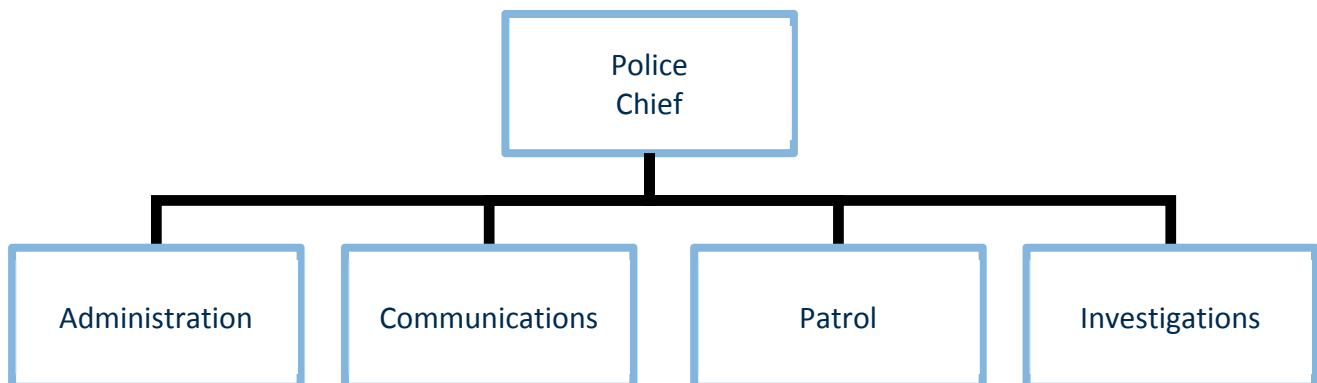 Police
Chief
Administration
Communications
Patrol
Investigations